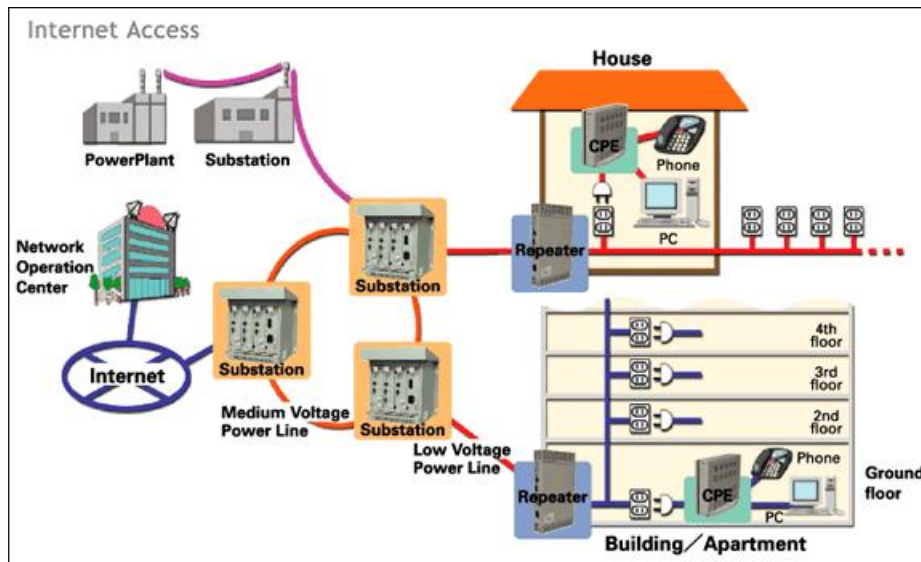 Internet Access
PowerPlant
Substation
House
CPE
Phone
PC
Network
Operation
Center
Substation
Repeater
Substation
Internet
Medium Voltage
Power Line
Substation
Low Voltage
Power Line
4th
floor
3rd
floor
2nd
floor
Repeater
CPE
Phone
PC
Ground
floor
Building／Apartment